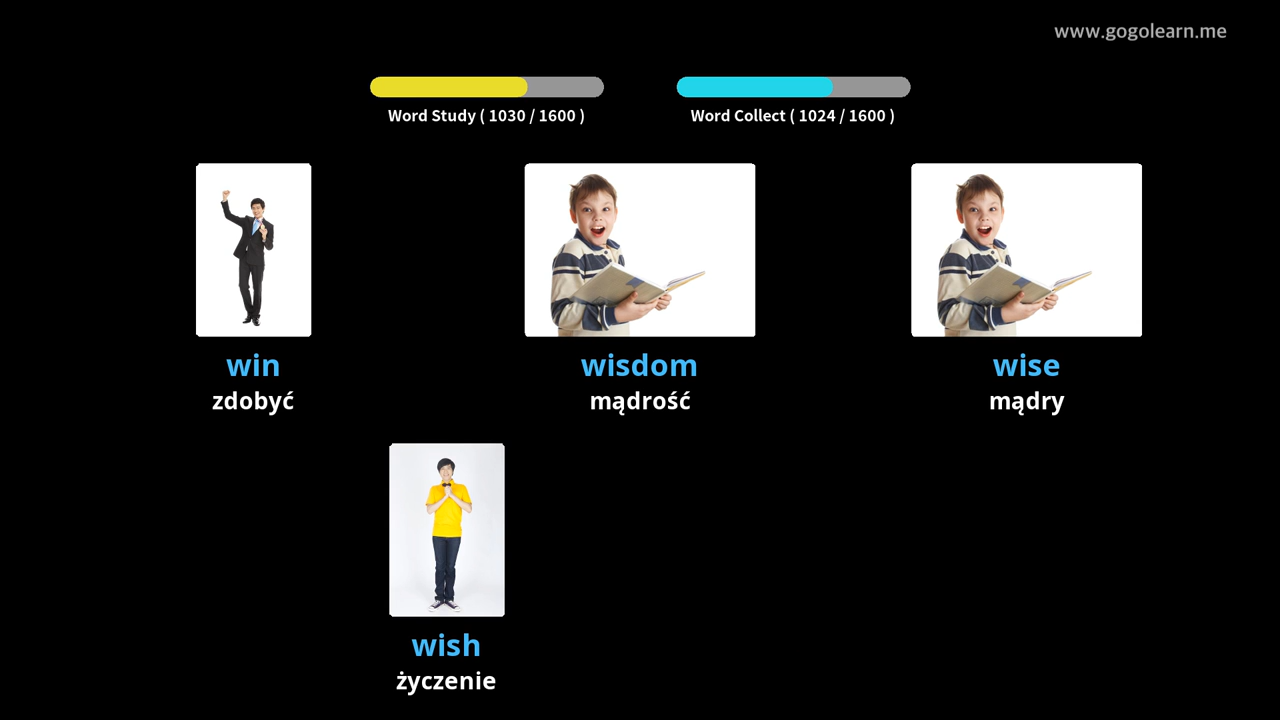 www.gogolearn.me
Word Study ( 1030 / 1600 )
Word Collect ( 1024 / 1600 )
win
zdobyć
wisdom
mądrość
wise
mądry
wish
życzenie